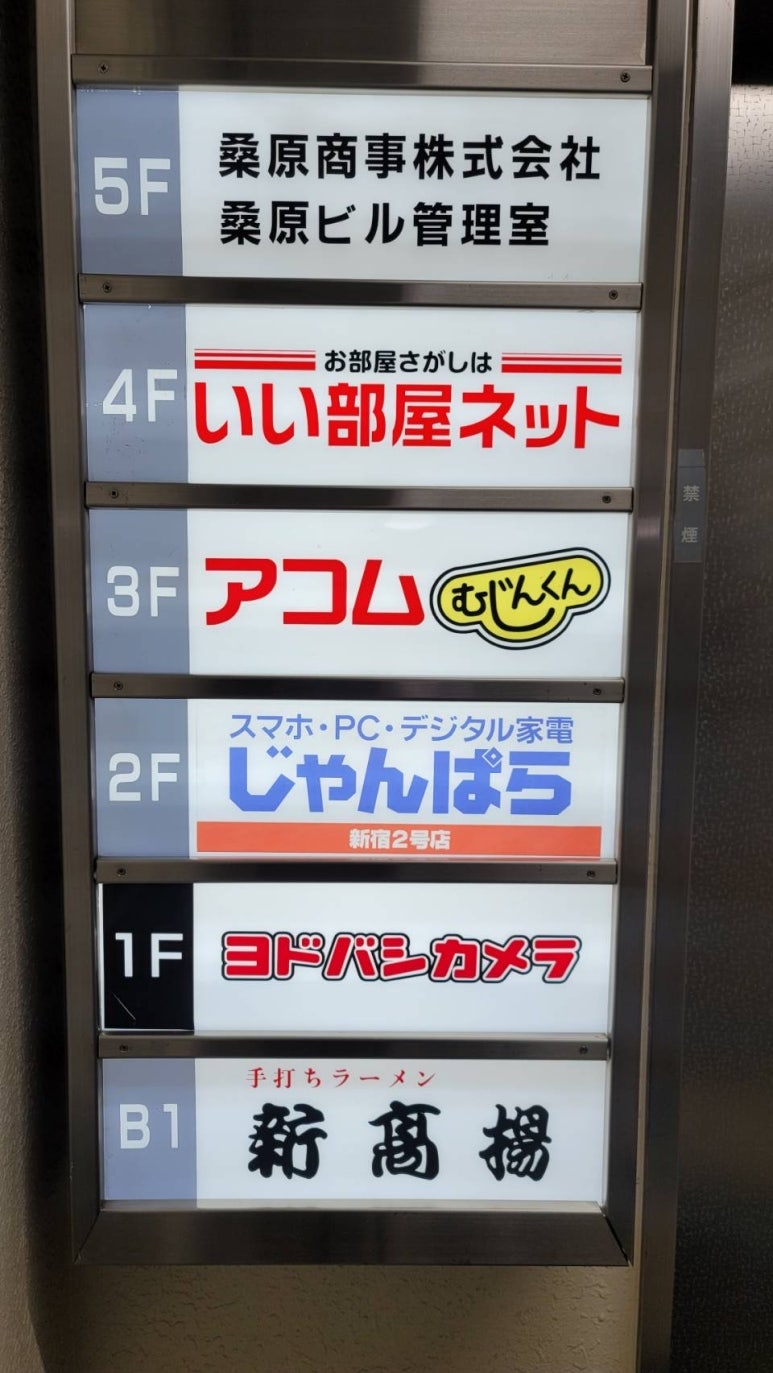 5F
桑原商事株式会社
桑原ビル管理室
4F
お部屋さがしは
いい部屋ネット
3F
アコム
むじんくん
2F
スマホ・PC・デジタル家電
じゃんぱら
新宿2号店
1F
ヨドバシカメラ
B1
手打ちラーメン
新高揚
禁煙